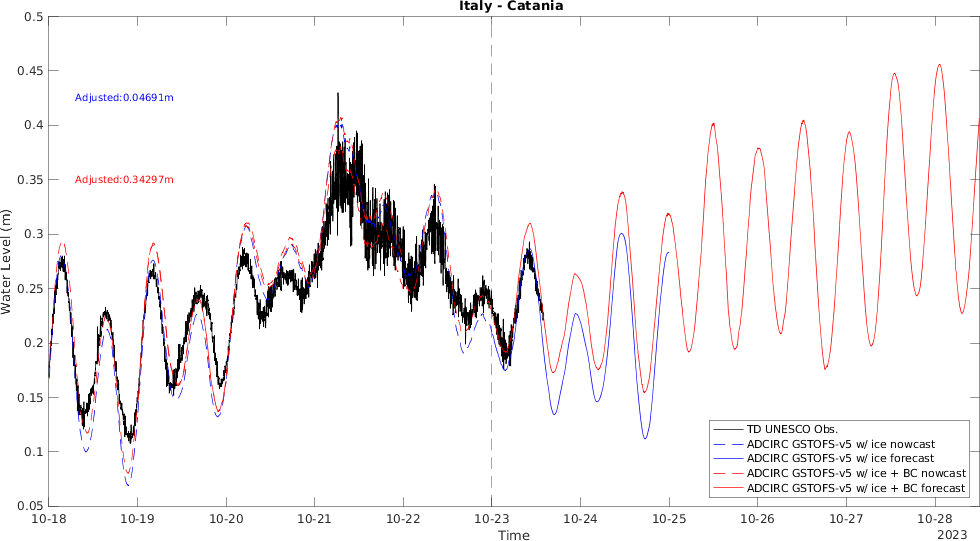 Italy - Catania
0.5
0.45
0.4
0.35
0.3
0.25
0.2
0.15
0.1
0.05
Water Level (m)
Adjusted:0.04691m
Adjusted:0.34297m
TD UNESCO Obs.
ADCIRC GSTOFS-v5 w/ ice nowcast
ADCIRC GSTOFS-v5 w/ ice forecast
ADCIRC GSTOFS-v5 w/ ice + BC nowcast
ADCIRC GSTOFS-v5 w/ ice + BC forecast
10-18 10-19 10-20 10-21 10-22 10-23 10-24 10-25 10-26 10-27 10-28
2023
Time